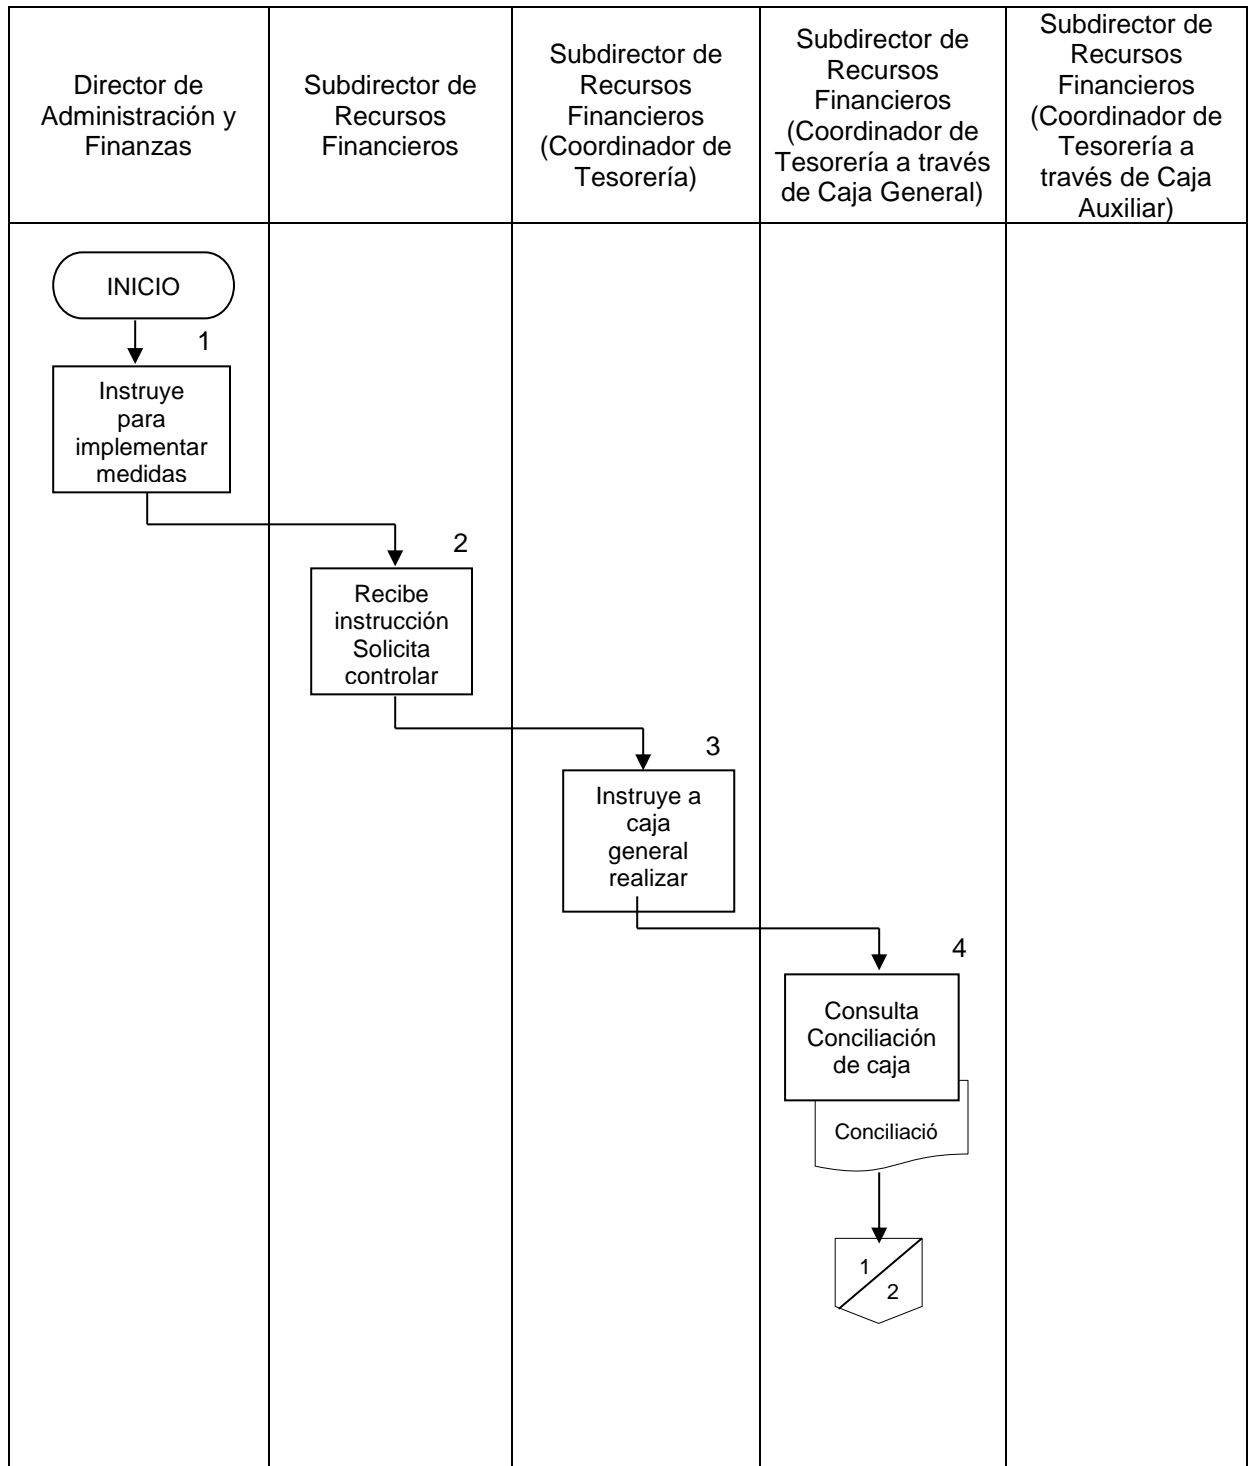 Director de
Administración y
Finanzas
Subdirector de
Recursos
Financieros
Subdirector de
Recursos
Financieros
(Coordinador de
Tesorería)
Subdirector de
Recursos
Financieros
(Coordinador de
Tesorería a través
de Caja General)
Subdirector de
Recursos
Financieros
(Coordinador de
Tesorería a
través de Caja
Auxiliar)
INICIO
1
Instruye
para
implementar
medidas
2
Recibe
instrucción
Solicita
controlar
3
Instruye a
caja
general
realizar
4
Consulta
Conciliación
de caja
Conciliació
1
2